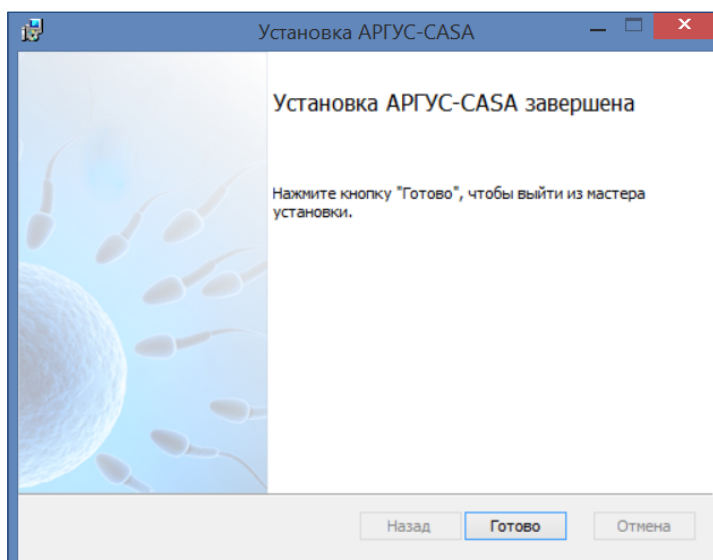 Установка АРГУС-CASA
Установка АРГУС-CASA завершена
Нажмите кнопку "Готово", чтобы выйти из мастера
установки.
Назад Готово Отмена